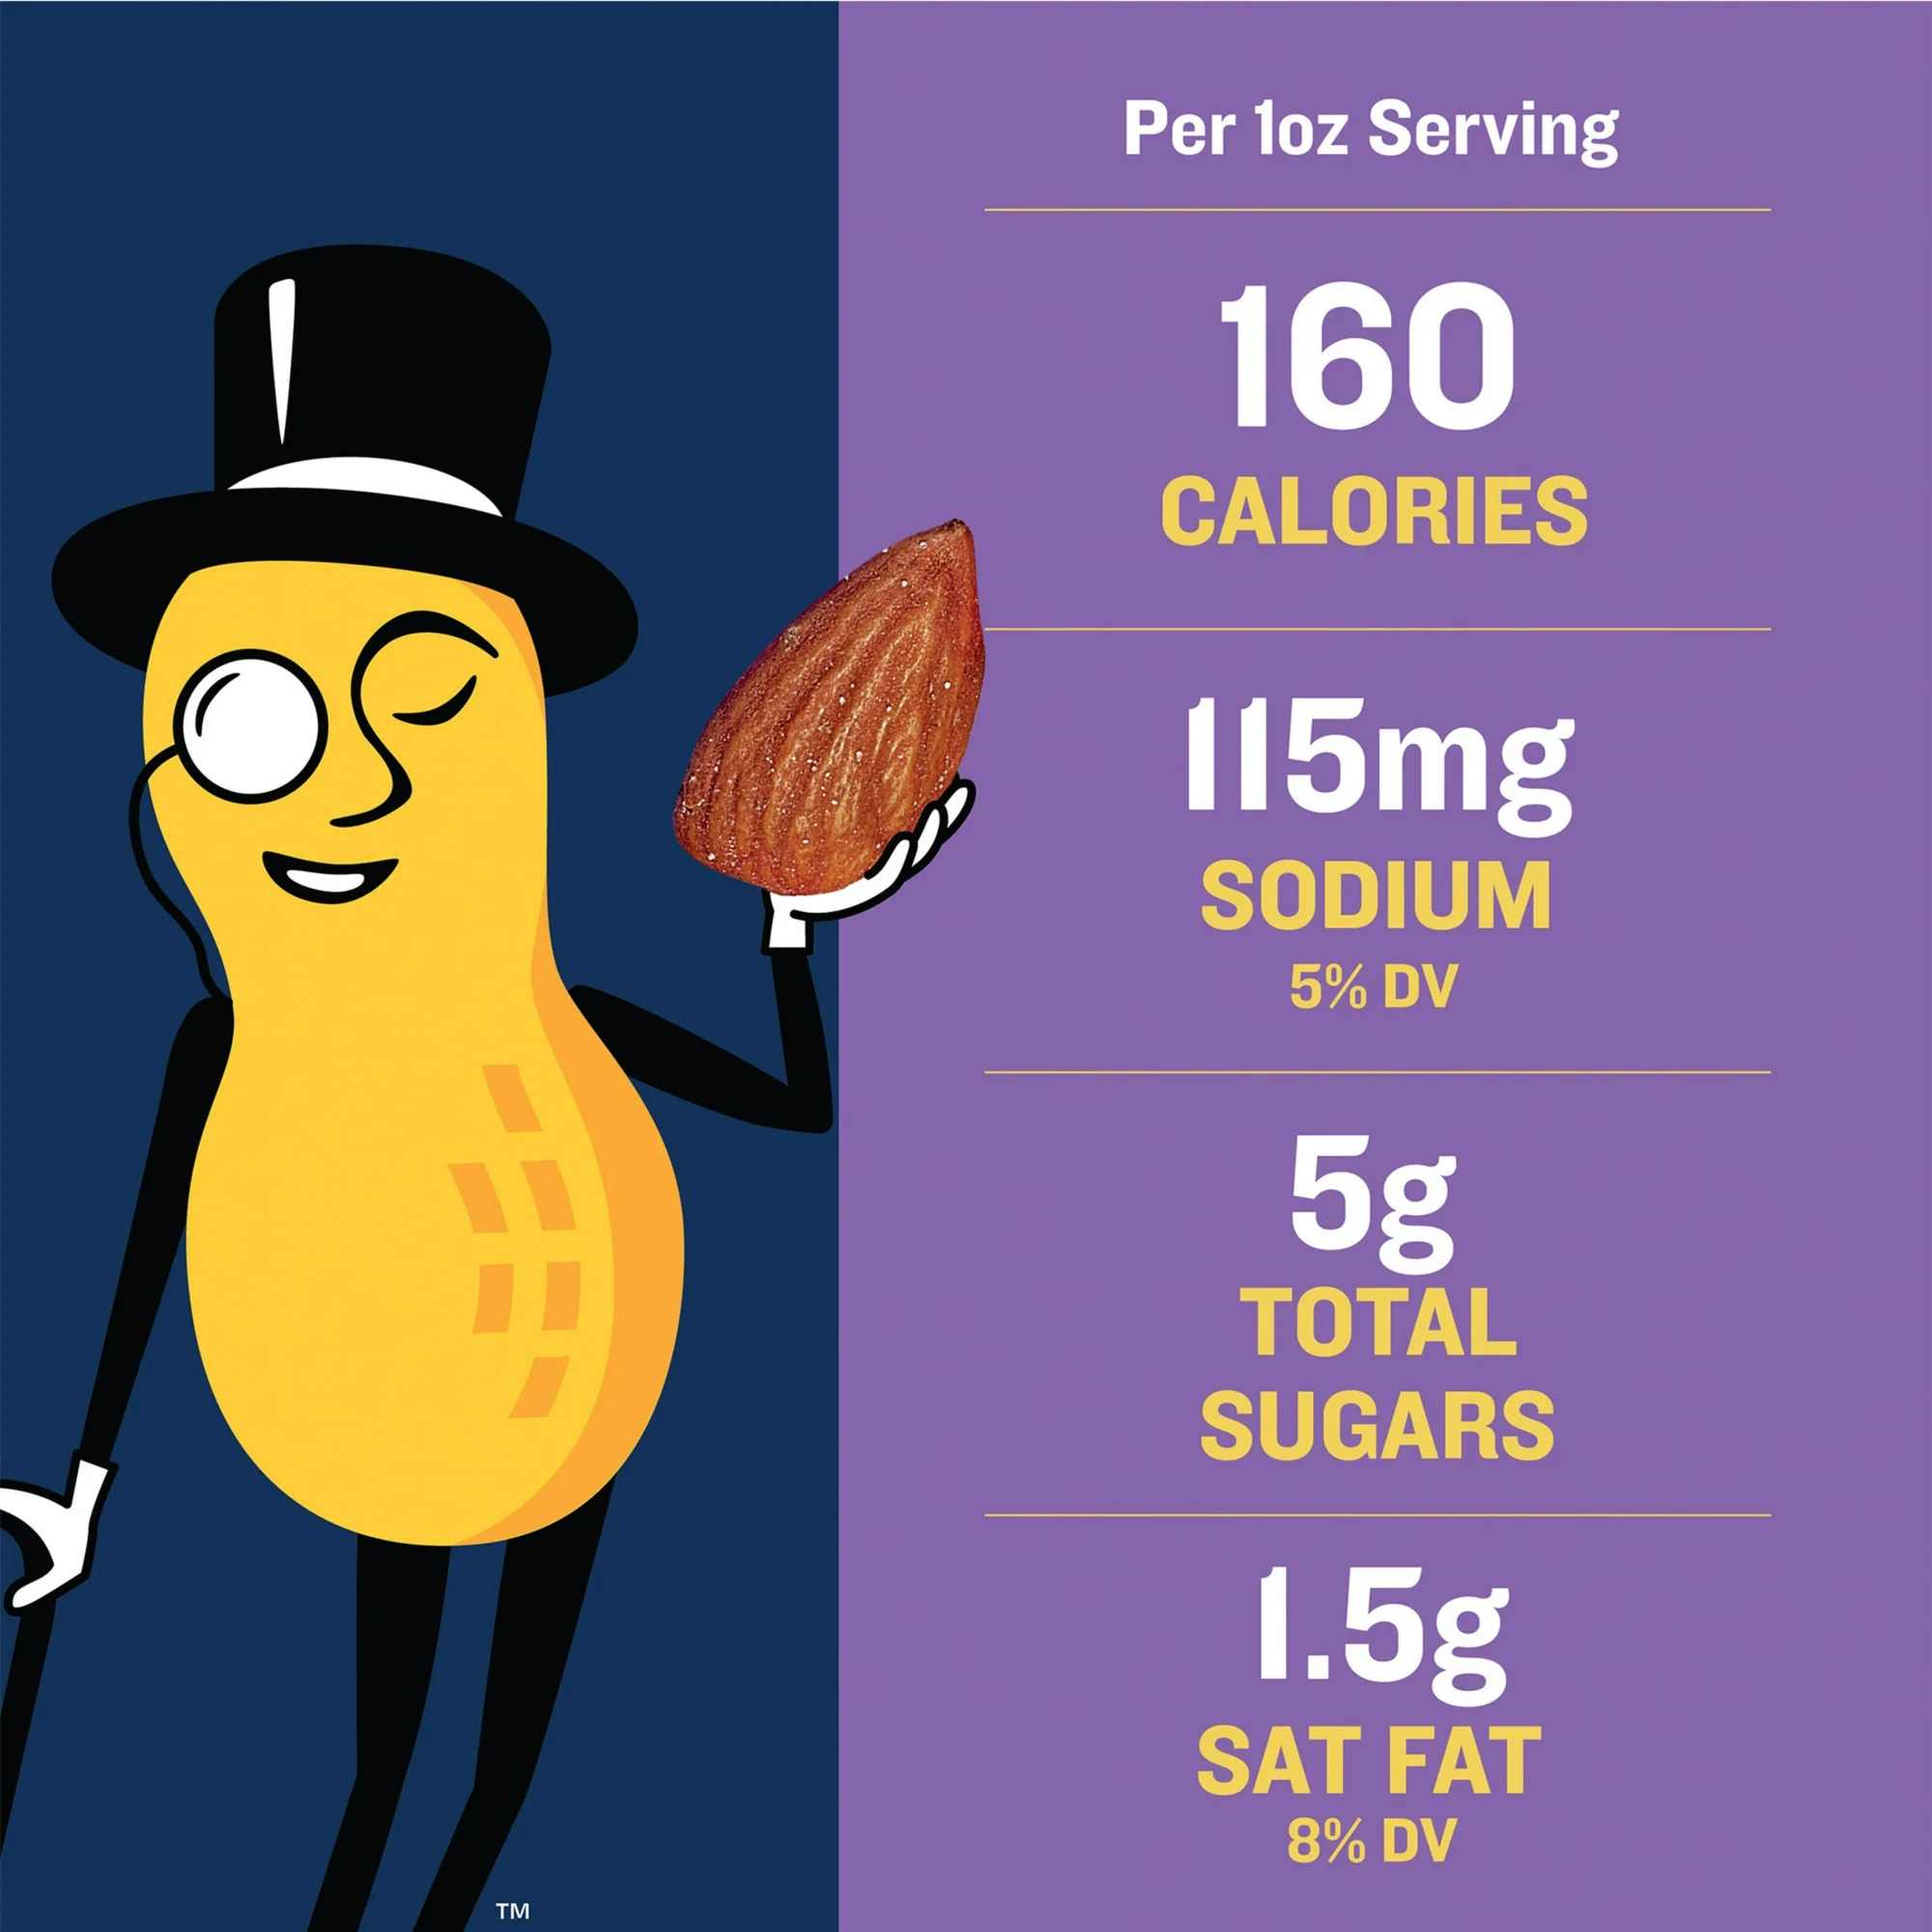 Per 1oz Serving
160
CALORIES
115mg
SODIUM
5% DV
5g
TOTAL
SUGARS
1.5g
SAT FAT
8% DV
TM